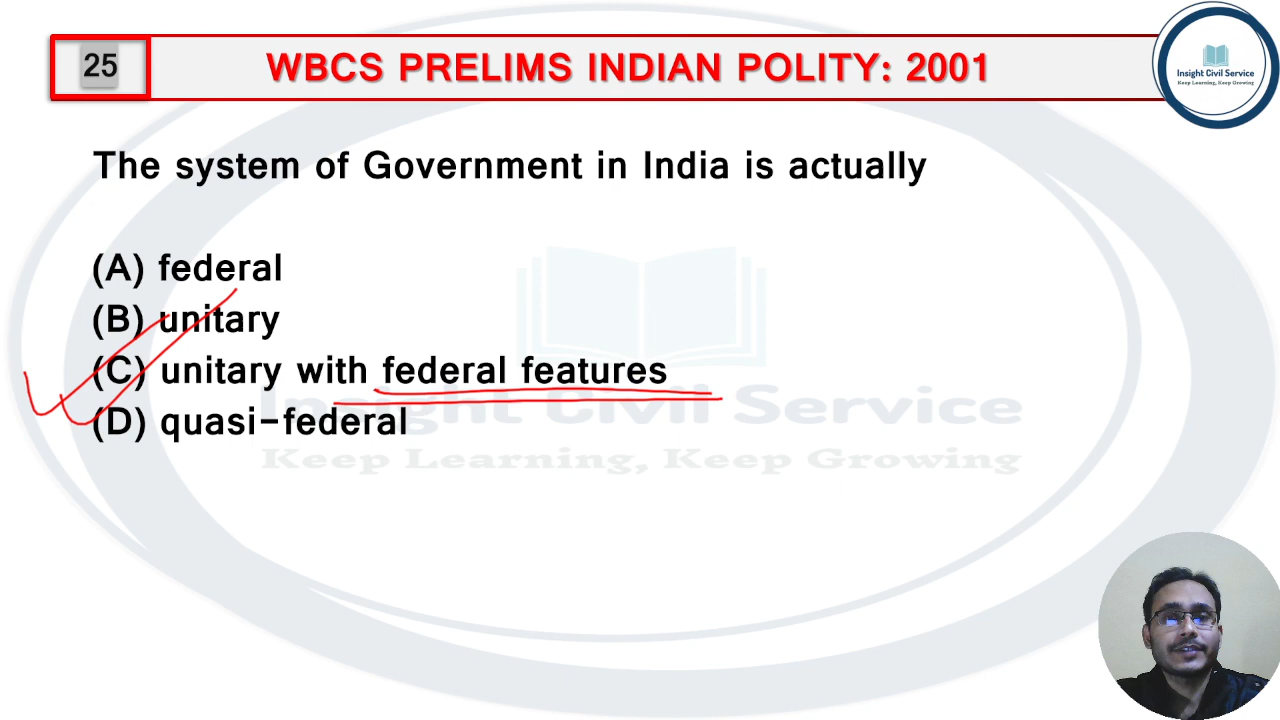 25
WBCS PRELIMS INDIAN POLITY: 2001
Insight Civil Service
Keep Learning, Keep Growing
The system of Government in India is actually
(A) federal
(B) unitary
(C) unitary with federal features
(D) quasi-federal
Insight Civil Service
Keep Learning, Keep Growing